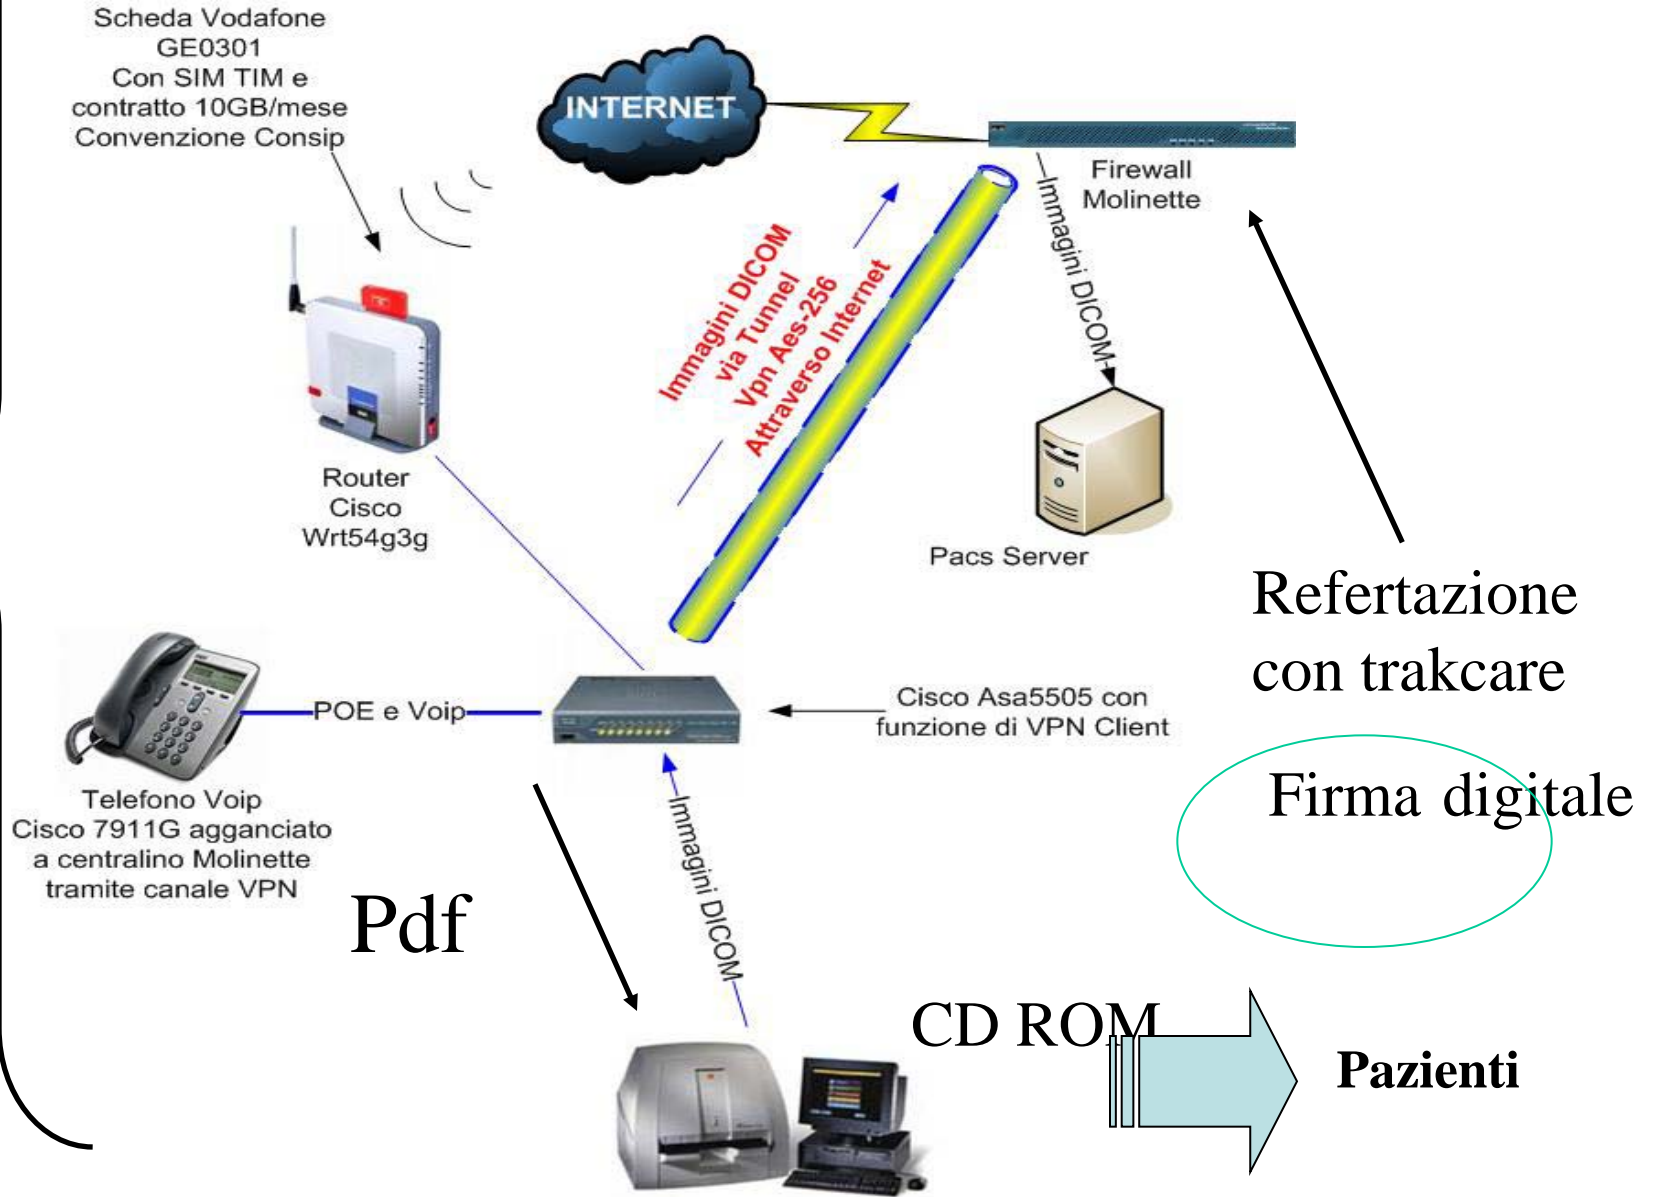 Scheda Vodafone
GE0301
Con SIM TIM e
contratto 10GB/mese
Convenzione Consip
INTERNET
Firewall
Molinette
Immagini DICOM
Immagini DICOM
via Tunnel
Vpn Aes-256
Attraverso Internet
Router
Cisco
Wrt54g3g
Pacs Server
Refertazione
con trakcare
POE e Voip
Cisco Asa5505 con
funzione di VPN Client
Firma digitale
Telefono Voip
Cisco 7911G agganciato
a centralino Molinette
tramite canale VPN
Immagini DICOM
Pdf
CD ROM
Pazienti